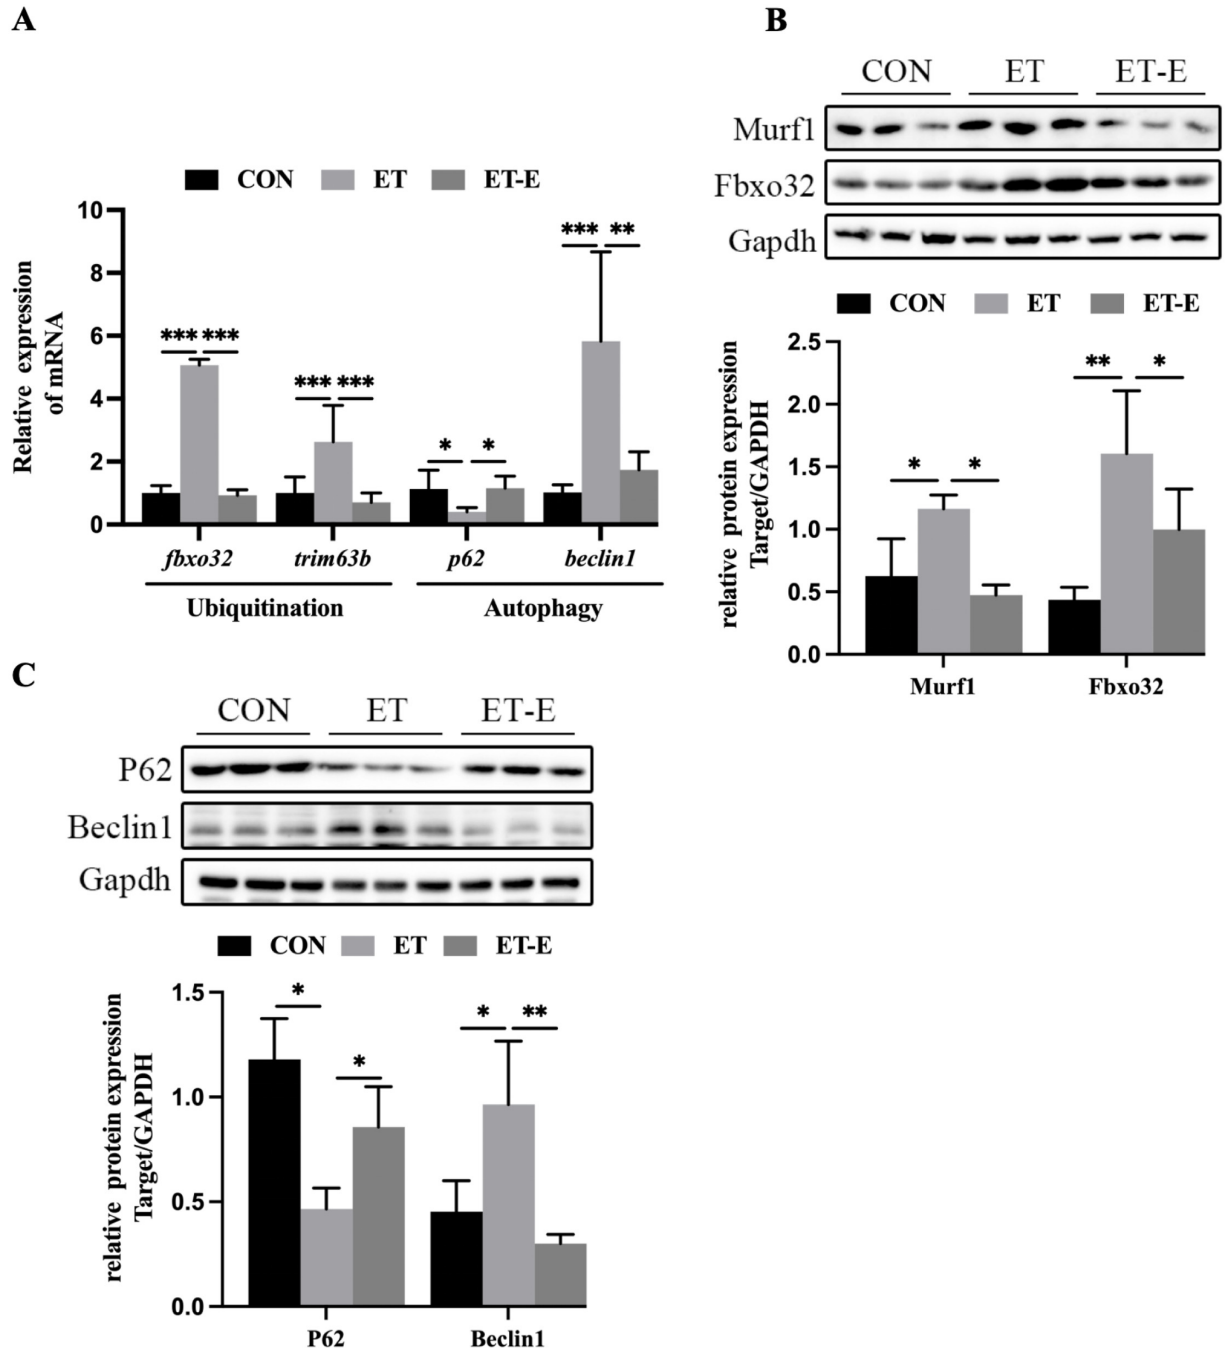 A
CON ET ET-E
Relative expression
of mRNA
10
8
6
4
2
0
*** ***
*** ***
* *
*** **
fbxo32 trim63b p62 beclin1
Ubiquitination Autophagy
B
CON ET ET-E
Murf1
Fbxo32
Gapdh
CON ET ET-E
relative protein expression
Target/GAPDH
2.5
2.0
1.5
1.0
0.5
0.0
* *
** *
Murf1 Fbxo32
C
CON ET ET-E
P62
Beclin1
Gapdh
CON ET ET-E
relative protein expression
Target/GAPDH
1.5
1.0
0.5
0.0
* *
* **
P62 Beclin1